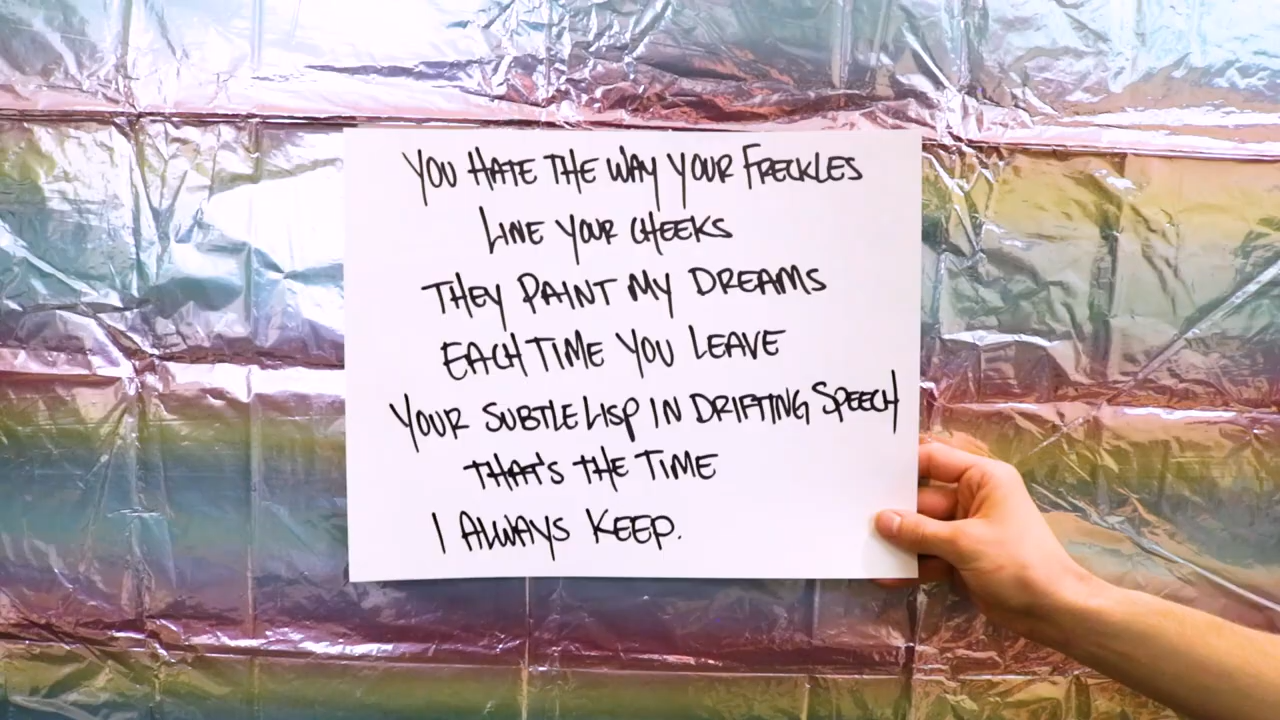 YOU HATE THE WAY YOUR FRECKLES
LINE YOUR CHEEKS
THEY PAINT MY DREAMS
EACH TIME YOU LEAVE
YOUR SUBTLE LISP IN DRIFTING SPEECH
THAT'S THE TIME
I ALWAYS KEEP.